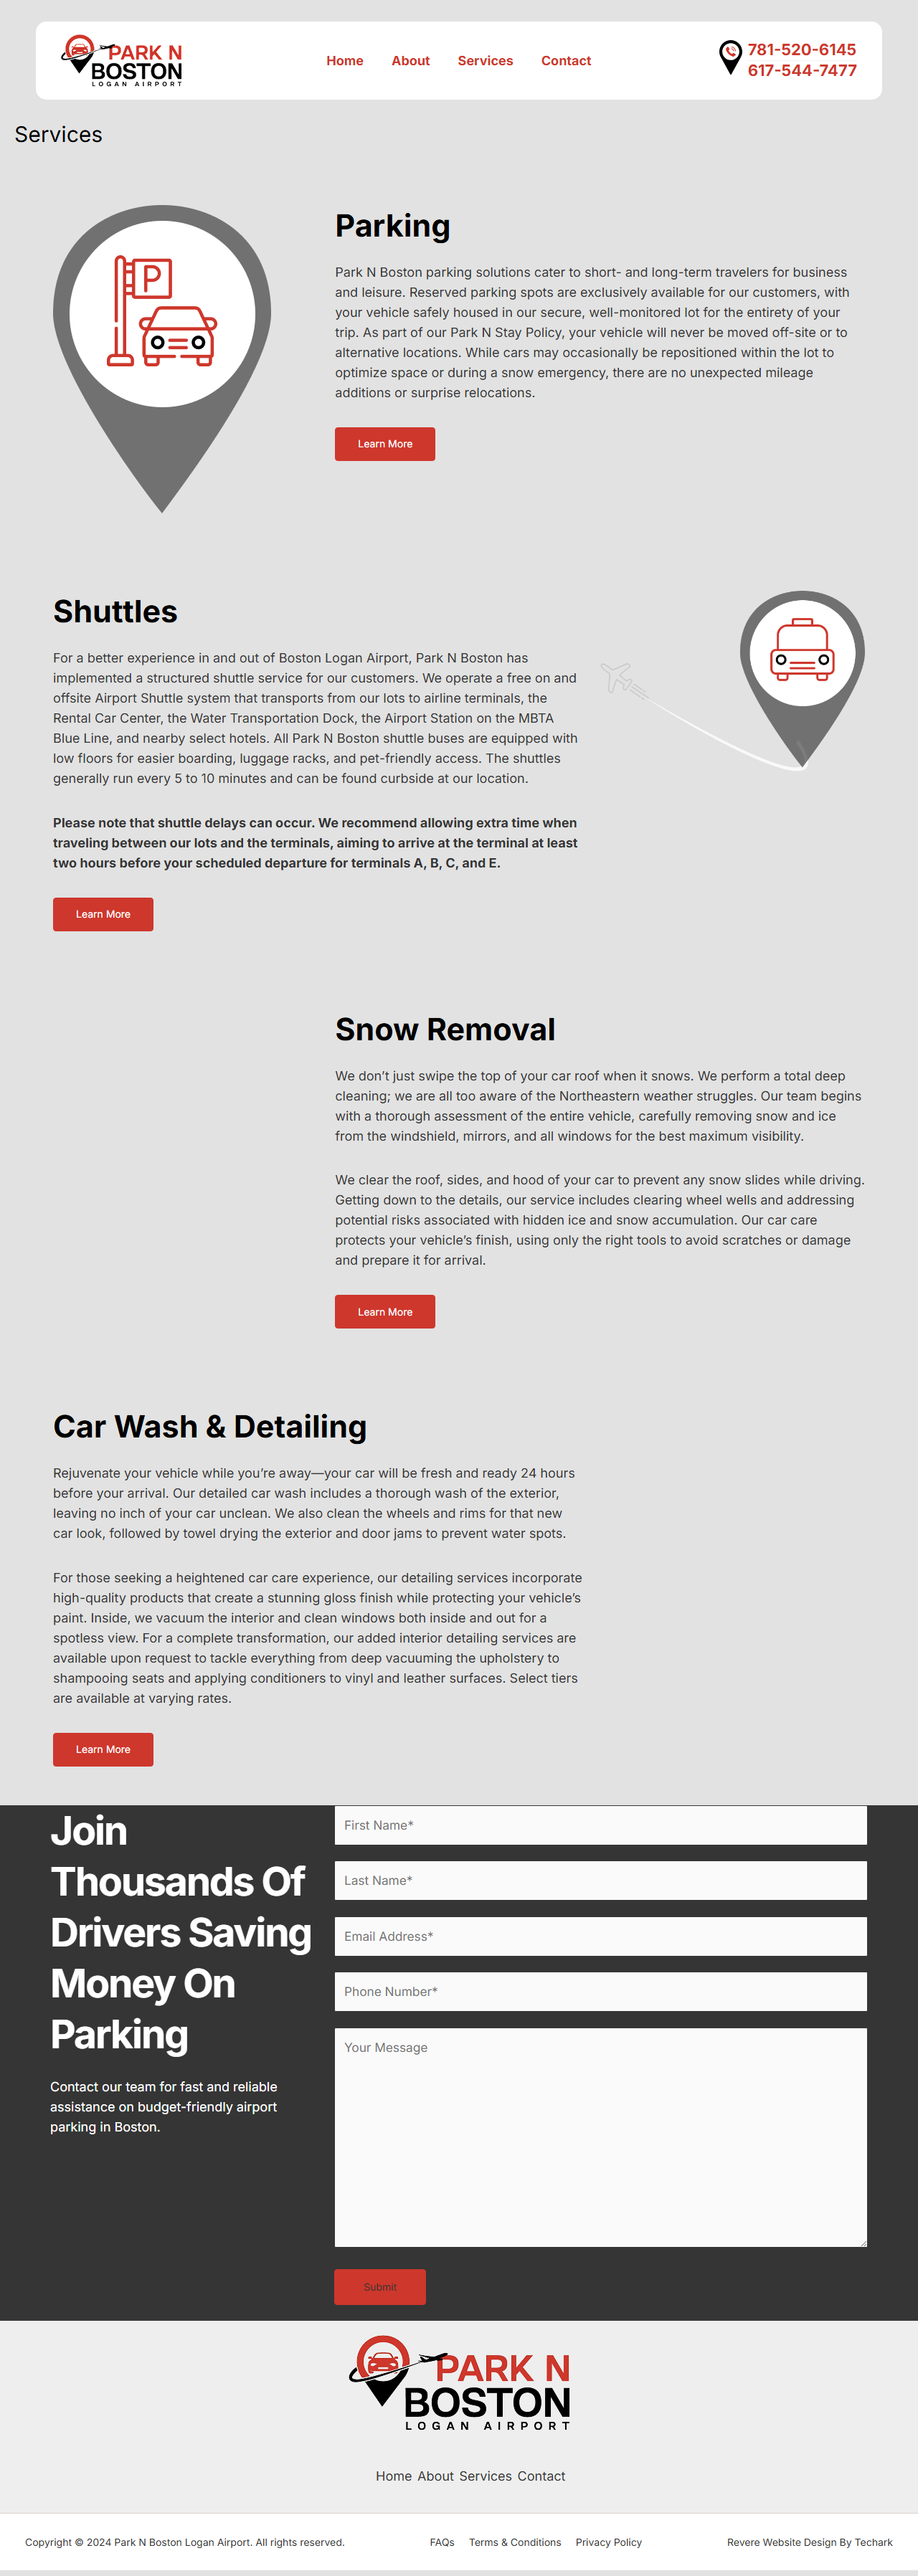 PARK N
BOSTON
LOGAN AIRPORT
Home About Services Contact
781-520-6145
617-544-7477
Services
P
Parking
Park N Boston parking solutions cater to short- and long-term travelers for business
and leisure. Reserved parking spots are exclusively available for our customers, with
your vehicle safely housed in our secure, well-monitored lot for the entirety of your
trip. As part of our Park N Stay Policy, your vehicle will never be moved off-site or to
alternative locations. While cars may occasionally be repositioned within the lot to
optimize space or during a snow emergency, there are no unexpected mileage
additions or surprise relocations.
Learn More
Shuttles
For a better experience in and out of Boston Logan Airport, Park N Boston has
implemented a structured shuttle service for our customers. We operate a free on and
offsite Airport Shuttle system that transports from our lots to airline terminals, the
Rental Car Center, the Water Transportation Dock, the Airport Station on the MBTA
Blue Line, and nearby select hotels. All Park N Boston shuttle buses are equipped with
low floors for easier boarding, luggage racks, and pet-friendly access. The shuttles
generally run every 5 to 10 minutes and can be found curbside at our location.
Please note that shuttle delays can occur. We recommend allowing extra time when
traveling between our lots and the terminals, aiming to arrive at the terminal at least
two hours before your scheduled departure for terminals A, B, C, and E.
Learn More
Snow Removal
We don’t just swipe the top of your car roof when it snows. We perform a total deep
cleaning; we are all too aware of the Northeastern weather struggles. Our team begins
with a thorough assessment of the entire vehicle, carefully removing snow and ice
from the windshield, mirrors, and all windows for the best maximum visibility.
We clear the roof, sides, and hood of your car to prevent any snow slides while driving.
Getting down to the details, our service includes clearing wheel wells and addressing
potential risks associated with hidden ice and snow accumulation. Our car care
protects your vehicle’s finish, using only the right tools to avoid scratches or damage
and prepare it for arrival.
Learn More
Car Wash & Detailing
Rejuvenate your vehicle while you’re away—your car will be fresh and ready 24 hours
before your arrival. Our detailed car wash includes a thorough wash of the exterior,
leaving no inch of your car unclean. We also clean the wheels and rims for that new
car look, followed by towel drying the exterior and door jams to prevent water spots.
For those seeking a heightened car care experience, our detailing services incorporate
high-quality products that create a stunning gloss finish while protecting your vehicle’s
paint. Inside, we vacuum the interior and clean windows both inside and out for a
spotless view. For a complete transformation, our added interior detailing services are
available upon request to tackle everything from deep vacuuming the upholstery to
shampooing seats and applying conditioners to vinyl and leather surfaces. Select tiers
are available at varying rates.
Learn More
Join
Thousands Of
Drivers Saving
Money On
Parking
Contact our team for fast and reliable
assistance on budget-friendly airport
parking in Boston.
First Name*
Last Name*
Email Address*
Phone Number*
Your Message
Submit
PARK N
BOSTON
LOGAN AIRPORT
Home About Services Contact
Copyright © 2024 Park N Boston Logan Airport. All rights reserved.
FAQs Terms & Conditions Privacy Policy
Revere Website Design By Techark